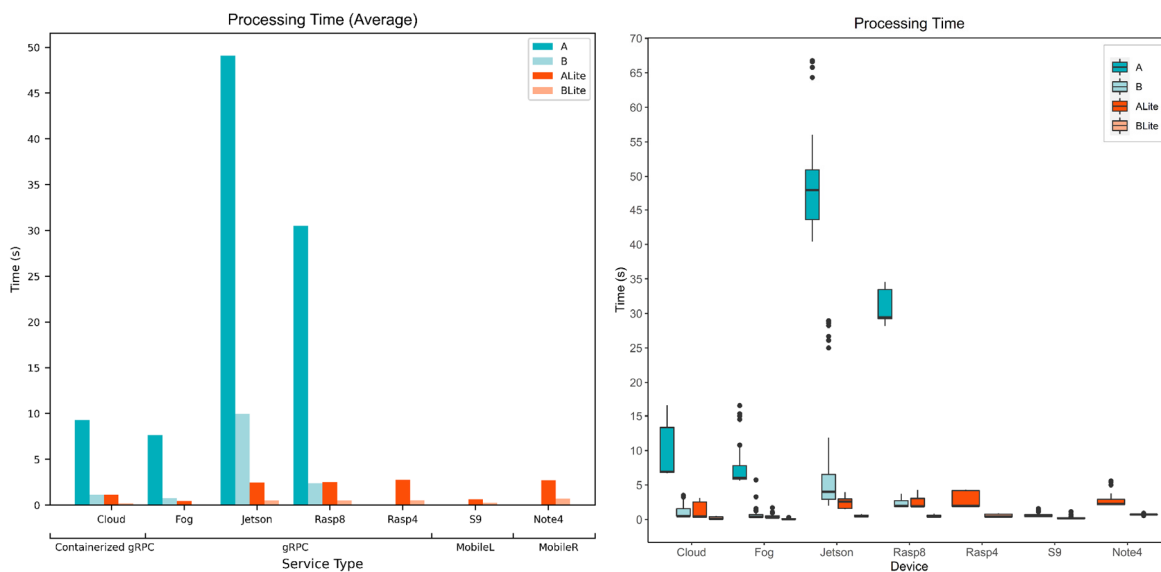 Processing Time (Average)
50
45
40
35
30
25
20
15
10
5
0
Time (s)
A
B
ALite
BLite
Cloud Fog Jetson Rasp8 Rasp4 S9 Note4
Containerized gRPC gRPC MobileL MobileR
Service Type
Processing Time
70
65
60
55
50
45
40
35
30
25
20
15
10
5
0
Time (s)
A
B
ALite
BLite
Cloud Fog Jetson Rasp8 Rasp4 S9 Note4
Device